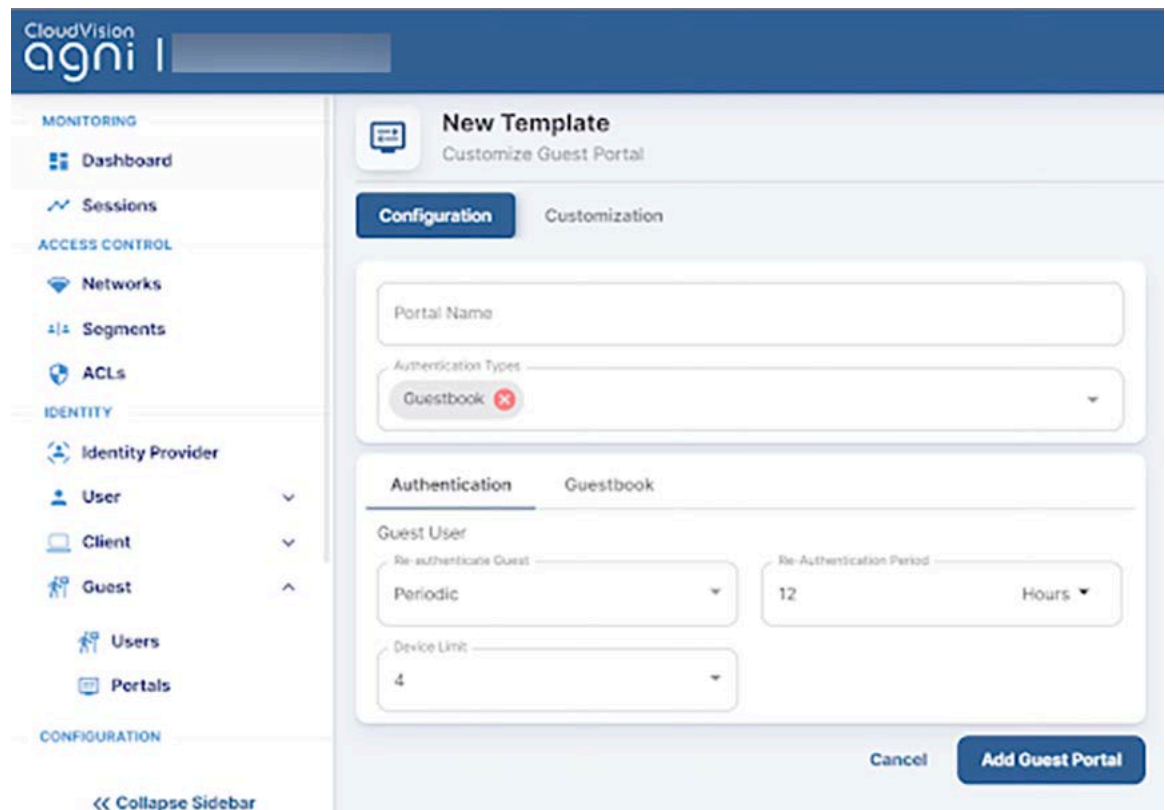 CloudVision
agni |
MONITORING
Dashboard
Sessions
ACCESS CONTROL
Networks
Segments
ACLs
IDENTITY
Identity Provider
User
Client
Guest
Users
Portals
CONFIGURATION
<< Collapse Sidebar
New Template
Customize Guest Portal
Configuration Customization
Portal Name
Authentication Types
Guestbook
Authentication Guestbook
Guest User
Re-authenticate Guest Re-Authentication Period
Periodic 12 Hours
Device Limit
4
Cancel Add Guest Portal